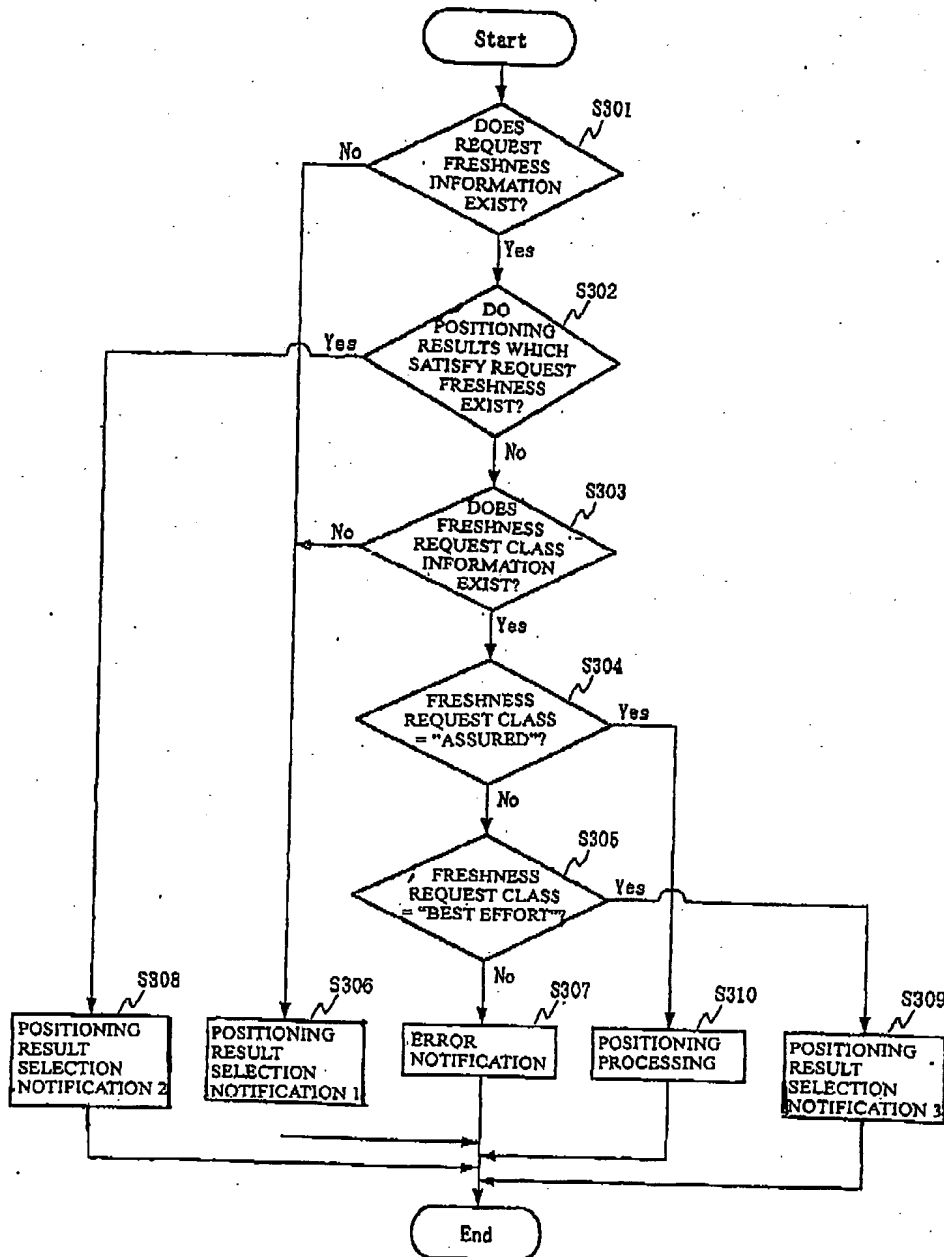 Start
S301
DOES
REQUEST
FRESHNESS
INFORMATION
EXIST?
No
Yes
S302
DO
POSITIONING
RESULTS WHICH
SATISFY REQUEST
FRESHNESS
EXIST?
Yes
No
S303
DOES
FRESHNESS
REQUEST CLASS
INFORMATION
EXIST?
No
Yes
S304
FRESHNESS
REQUEST CLASS
= "ASSURED"?
Yes
No
S305
FRESHNESS
REQUEST CLASS
= "BEST EFFORT"?
Yes
No
S308
POSITIONING
RESULT
SELECTION
NOTIFICATION 2
S306
POSITIONING
RESULT
SELECTION
NOTIFICATION 1
S307
ERROR
NOTIFICATION
S310
POSITIONING
PROCESSING
S309
POSITIONING
RESULT
SELECTION
NOTIFICATION 3
End